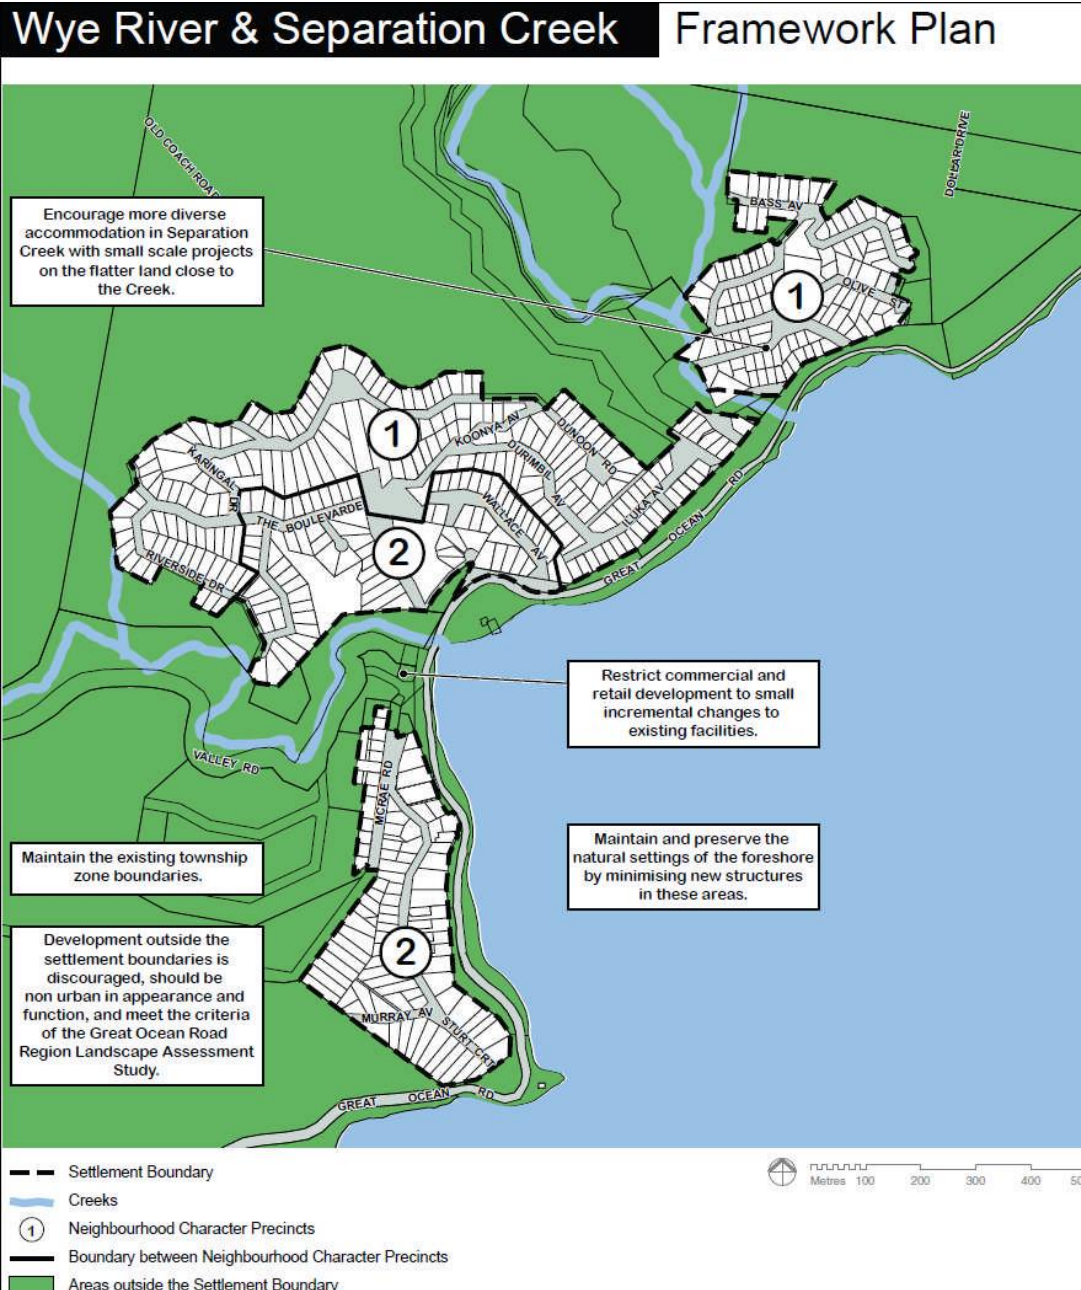 Wye River & Separation Creek Framework Plan
OLD COACH ROAD
DOLLAR DRIVE
Encourage more diverse
accommodation in Separation
Creek with small scale projects
on the flatter land close to
the Creek.
BASS AV
1
OLIVE ST
1
KOONYA AV
DUNOON RD
DURIMBIL AV
KARINGAL DR
ILUKA AV
WALLACE AV
THE BOULEVARDE
2
RIVERSIDE DR
GREAT OCEAN RD
Restrict commercial and
retail development to small
incremental changes to
existing facilities.
VALLEY RD
MCRAE RD
Maintain and preserve the
natural settings of the foreshore
by minimising new structures
in these areas.
Maintain the existing township
zone boundaries.
Development outside the
settlement boundaries is
discouraged, should be
non urban in appearance and
function, and meet the criteria
of the Great Ocean Road
Region Landscape Assessment
Study.
2
MURRAY AV
STURT CRT
GREAT OCEAN RD
Settlement Boundary
Metres 100 200 300 400
Creeks
1 Neighbourhood Character Precincts
Boundary between Neighbourhood Character Precincts
Areas outside the Settlement Boundary